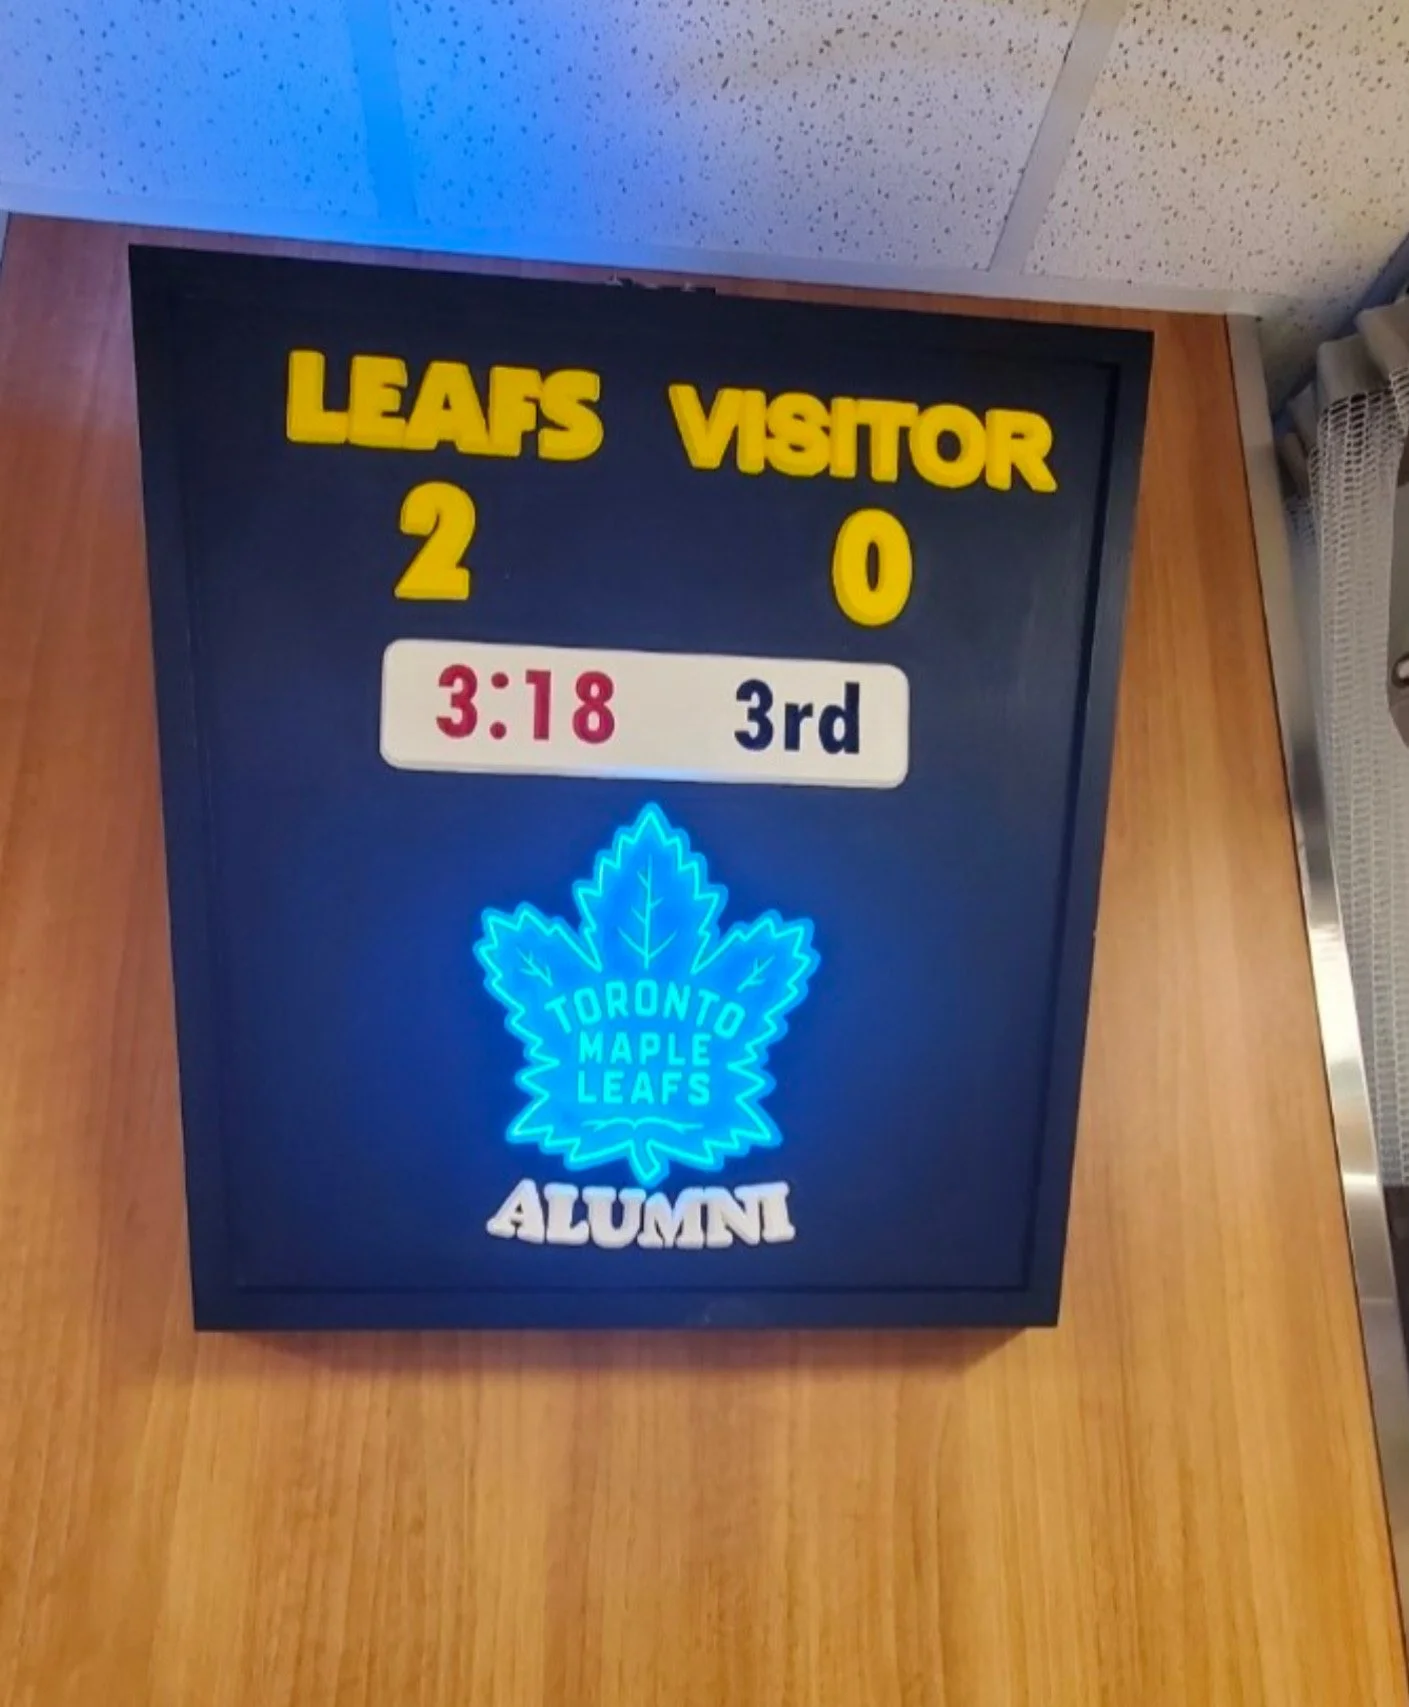 LEAFS VISITOR
2 0
3:18 3rd
TORONTO
MAPLE
LEAFS
ALUMNI